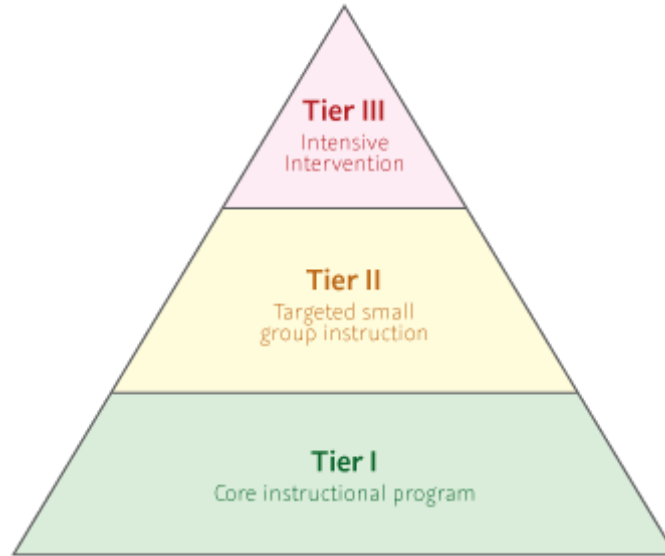 Tier III
Intensive
Intervention
Tier II
Targeted small
group instruction
Tier I
Core instructional program